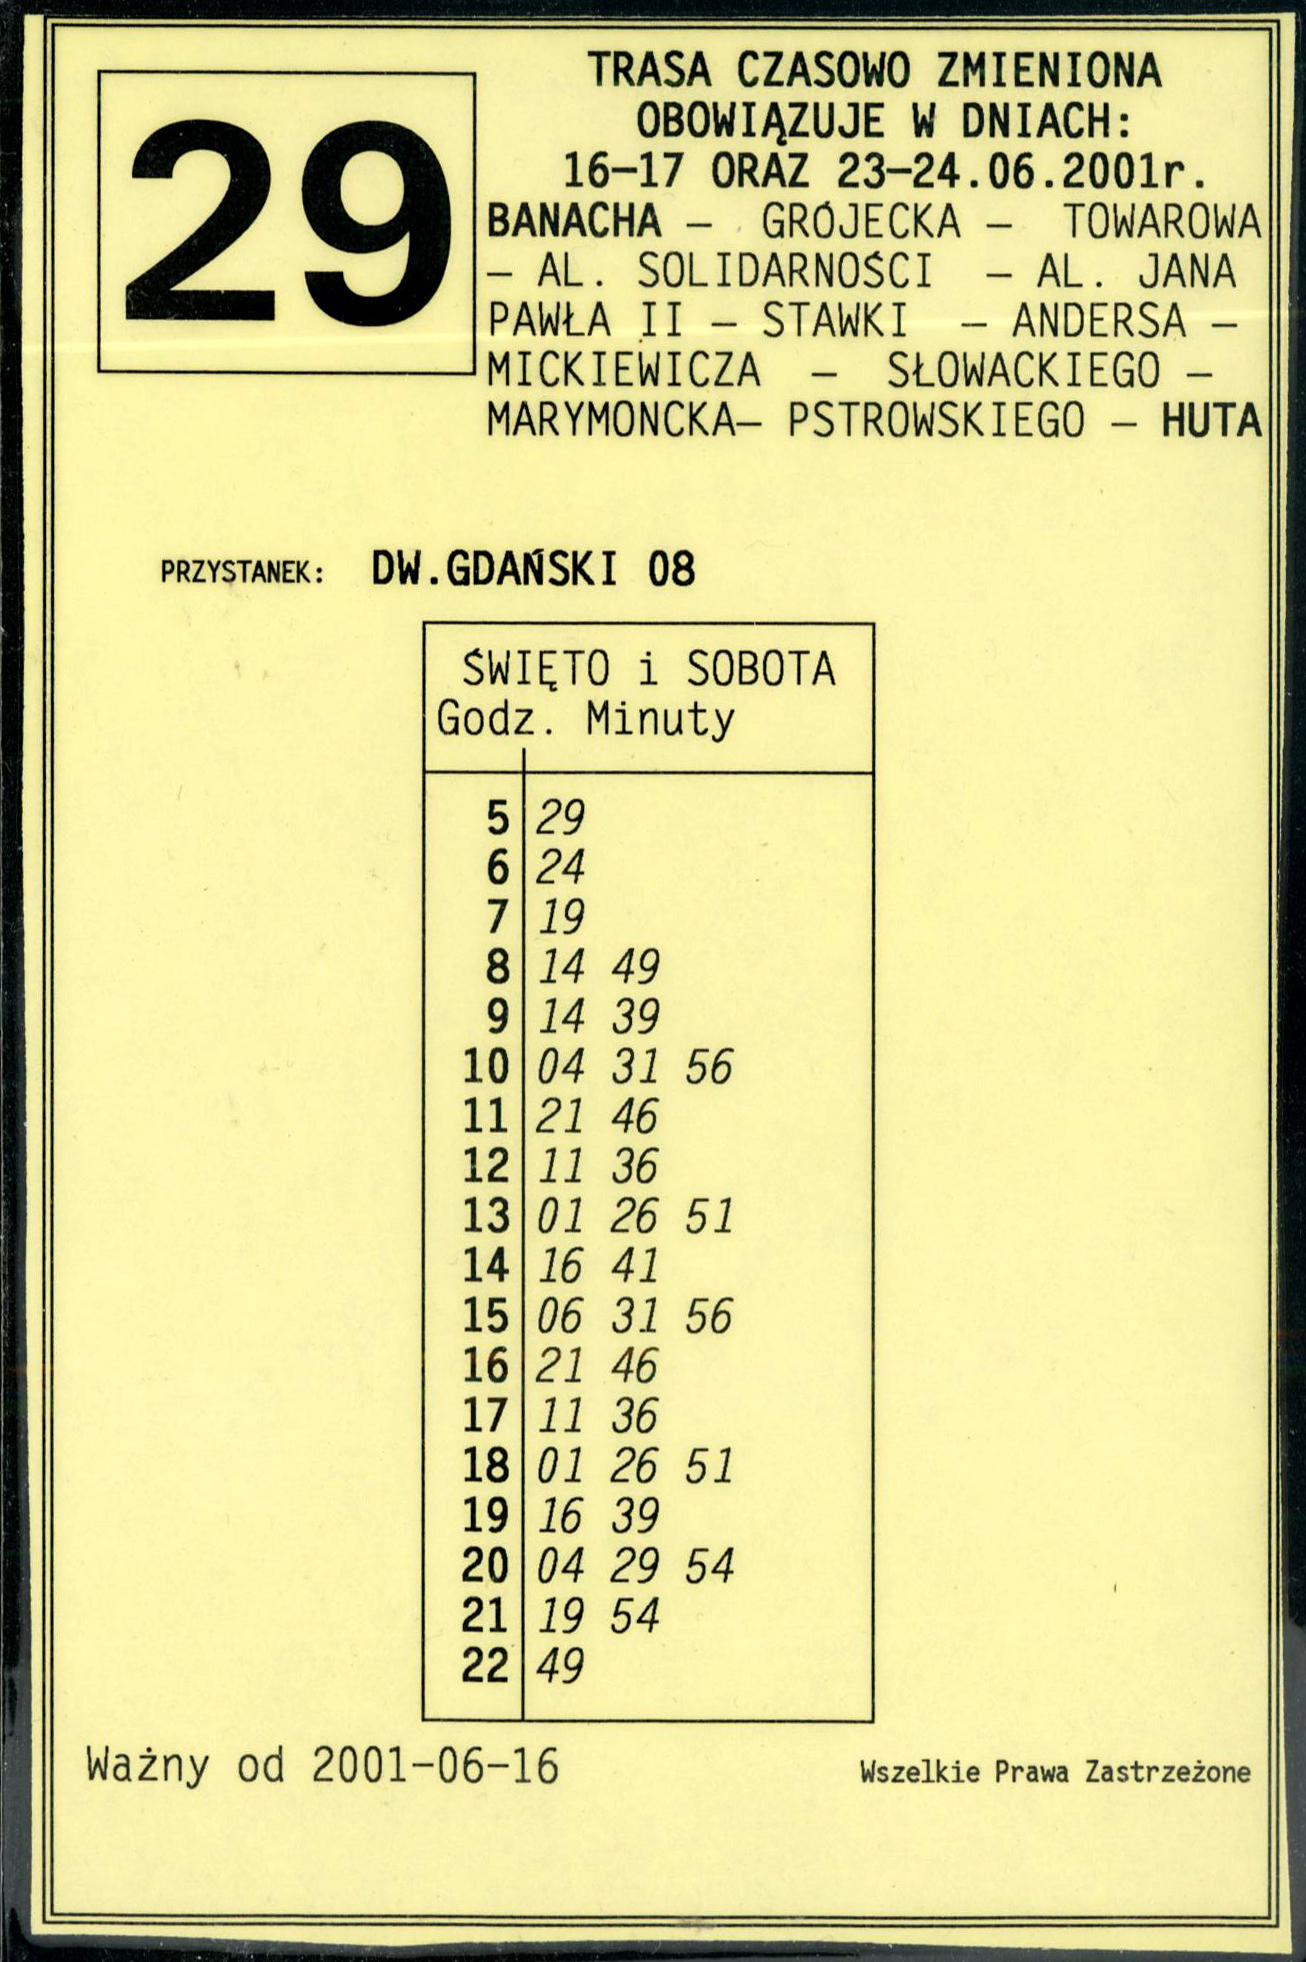 29
TRASA CZASOWO ZMIENIONA
OBOWIĄZUJE W DNIACH:
16-17 ORAZ 23-24.06.2001r.
BANACHA - GRÓJECKA - TOWAROWA
- AL. SOLIDARNOŚCI - AL. JANA
PAWŁA II - STAWKI - ANDERSA -
MICKIEWICZA - SŁOWACKIEGO -
MARYMONCKA- PSTROWSKIEGO - HUTA
PRZYSTANEK: DW.GDAŃSKI 08
ŚWIĘTO i SOBOTA
Godz. Minuty
5 29
6 24
7 19
8 14 49
9 14 39
10 04 31 56
11 21 46
12 11 36
13 01 26 51
14 16 41
15 06 31 56
16 21 46
17 11 36
18 01 26 51
19 16 39
20 04 29 54
21 19 54
22 49
Ważny od 2001-06-16
Wszelkie Prawa Zastrzeżone